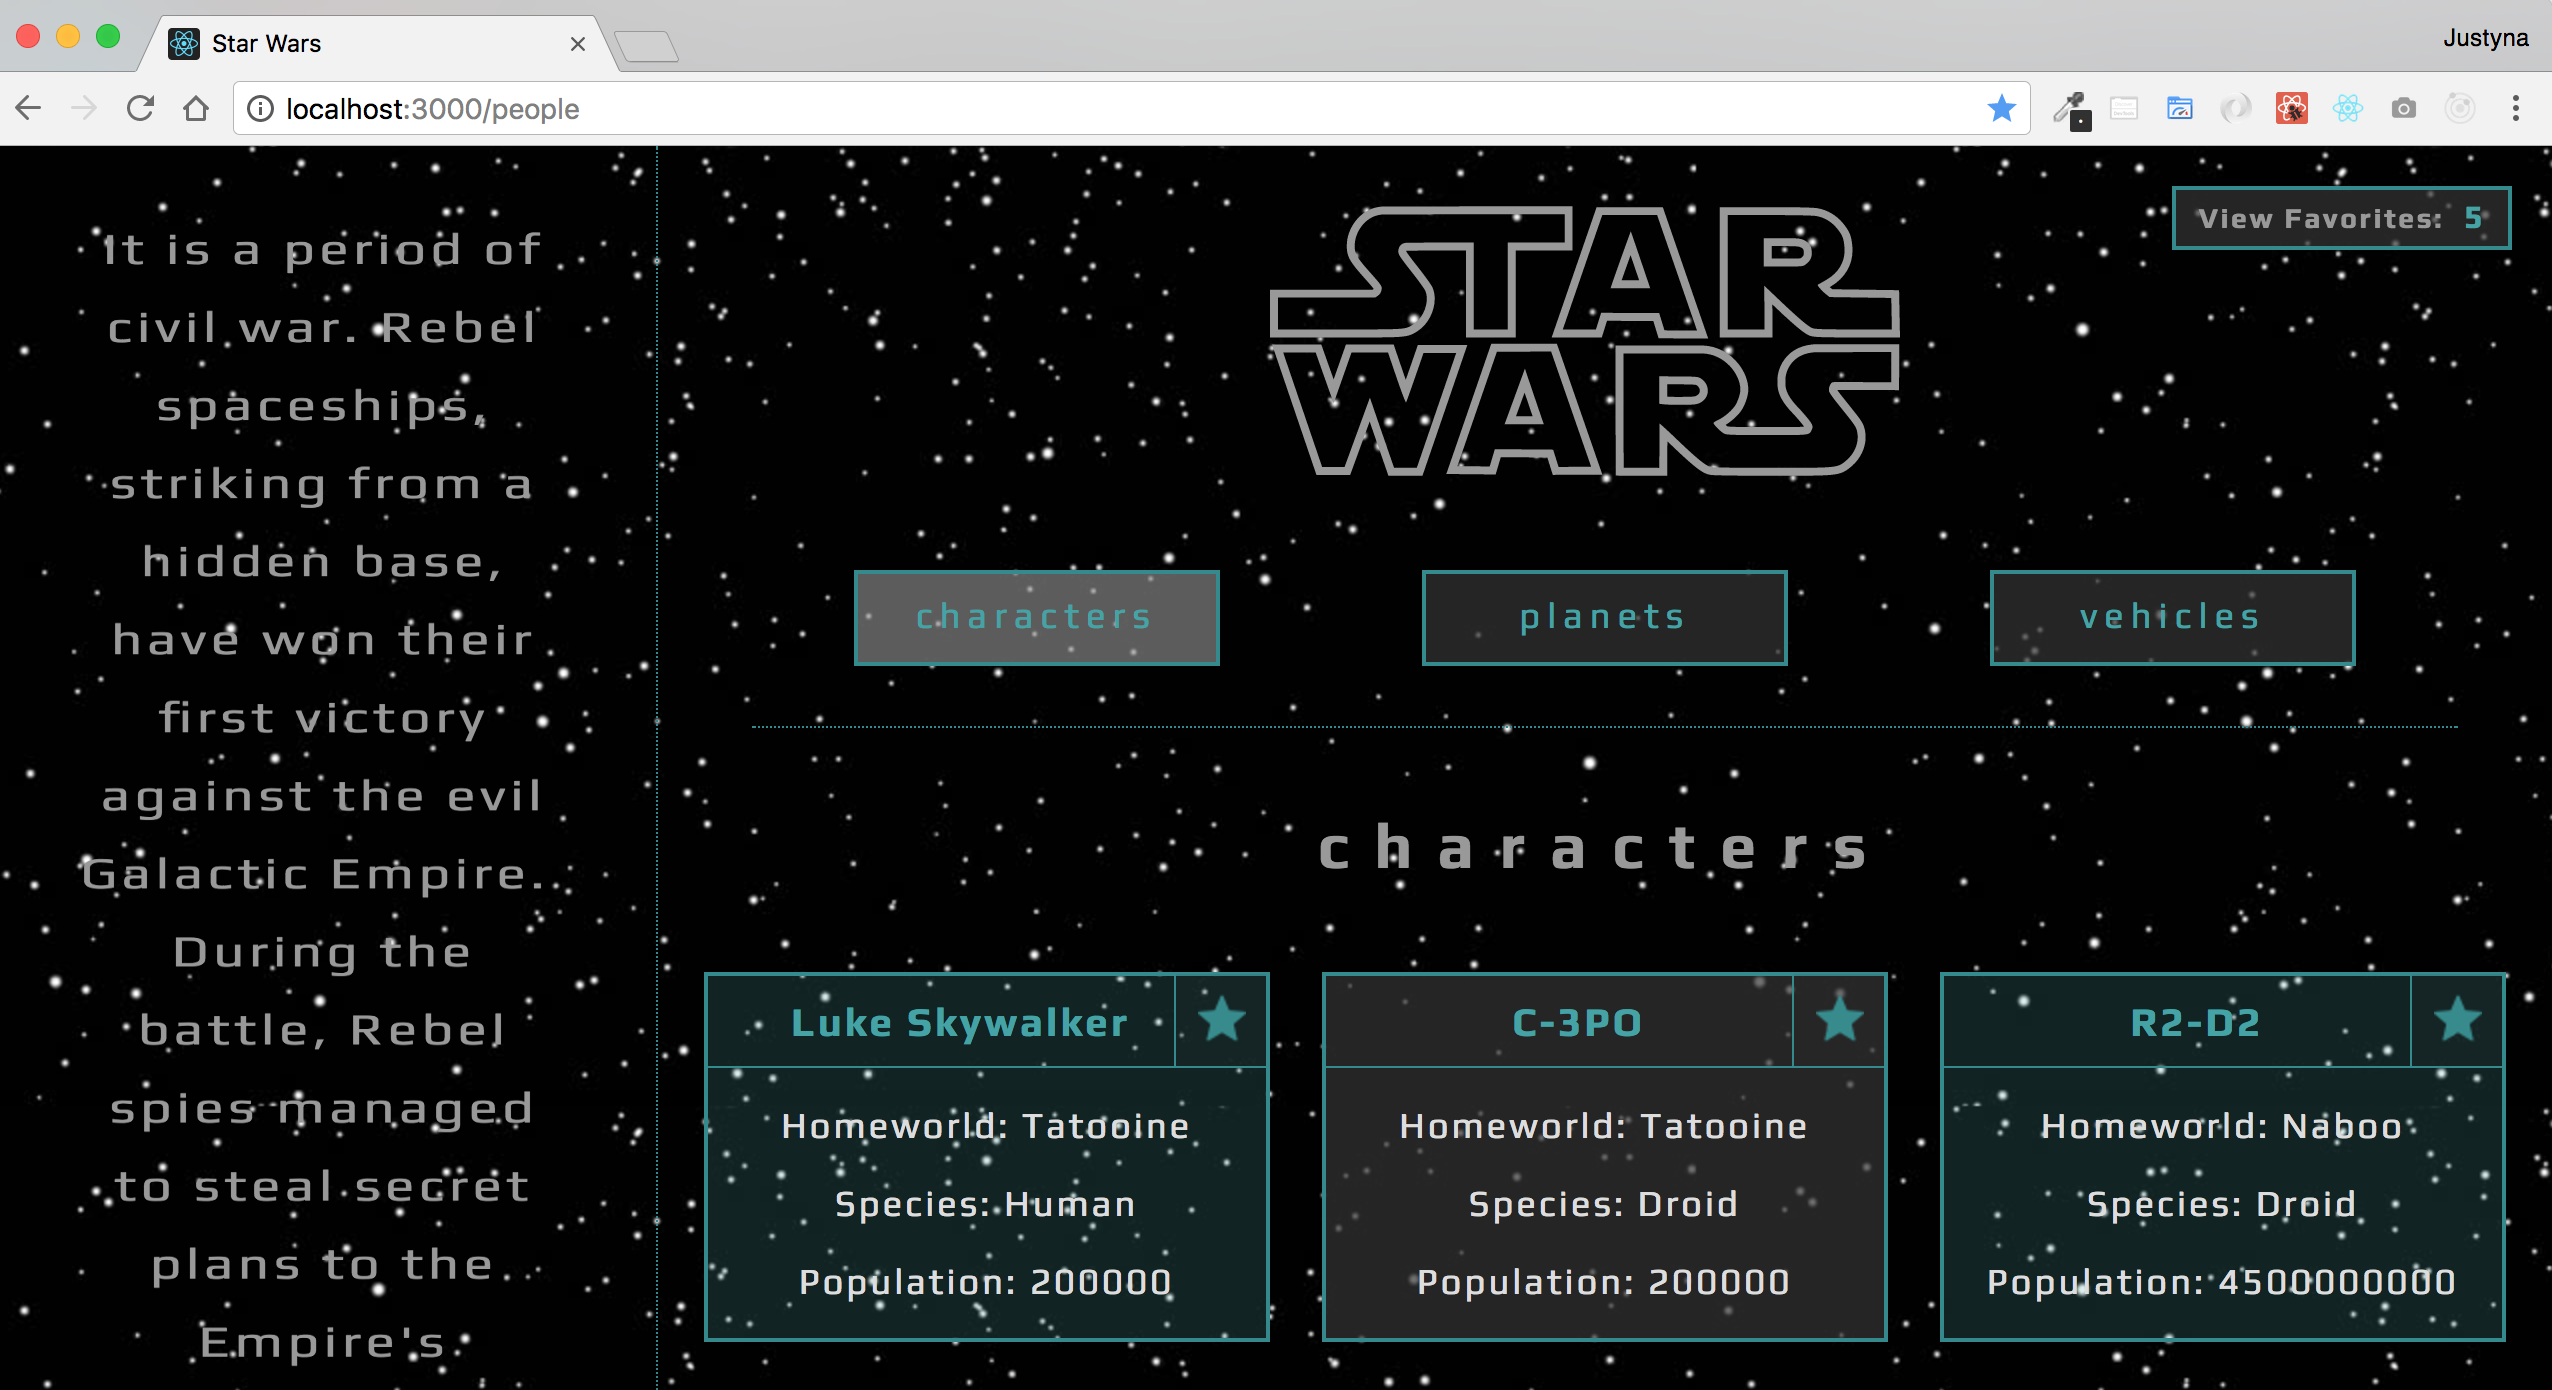 Star Wars
Justyna
localhost:3000/people
It is a period of
civil war. Rebel
spaceships,
striking from a
hidden base,
have won their
first victory
against the evil
Galactic Empire.
During the
battle, Rebel
spies managed
to steal secret
plans to the
Empire's
View Favorites: 5
STAR
WARS
characters
planets
vehicles
characters
Luke Skywalker
Homeworld: Tatooine
Species: Human
Population: 200000
C-3PO
Homeworld: Tatooine
Species: Droid
Population: 200000
R2-D2
Homeworld: Naboo
Species: Droid
Population: 4500000000